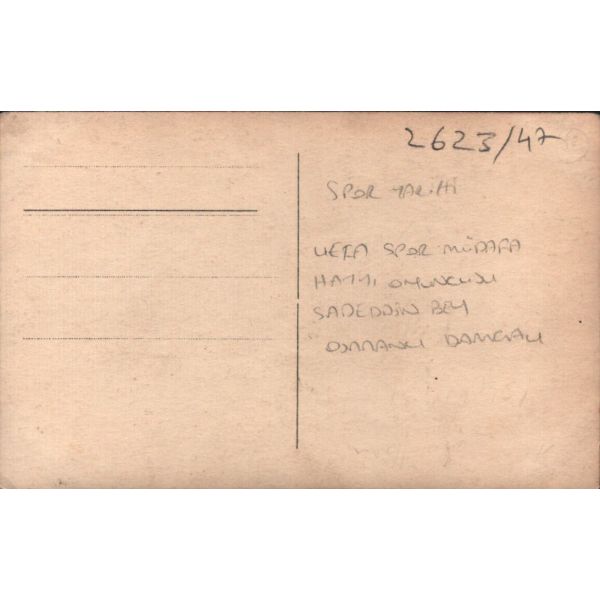 2623/47
SPOR TARİHİ
VEFA SPOR MÜDAFA
HATTI OYUNCUSU
SADEDDİN BEY
OSMANLI DAMGALI